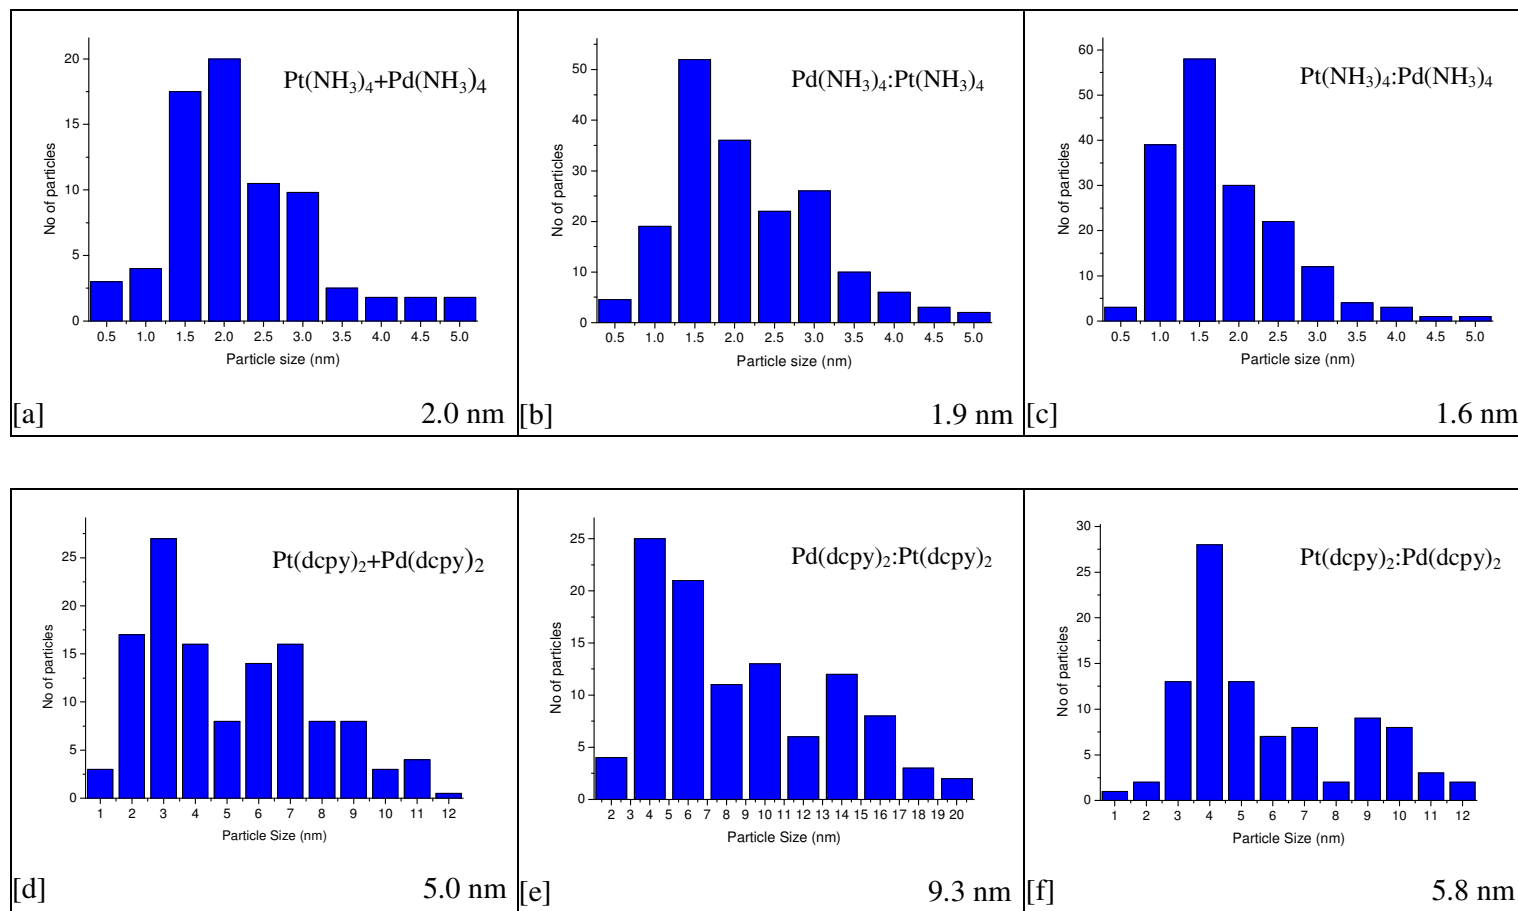 Pt(NH₃)₄+Pd(NH₃)₄
No of particles
20
15
10
5
0
0.5 1.0 1.5 2.0 2.5 3.0 3.5 4.0 4.5 5.0
Particle size (nm)
[a] 2.0 nm
Pd(NH₃)₄:Pt(NH₃)₄
No of particles
50
40
30
20
10
0
0.5 1.0 1.5 2.0 2.5 3.0 3.5 4.0 4.5 5.0
Particle size (nm)
[b] 1.9 nm
Pt(NH₃)₄:Pd(NH₃)₄
No of particles
60
50
40
30
20
10
0
0.5 1.0 1.5 2.0 2.5 3.0 3.5 4.0 4.5 5.0
Particle size (nm)
[c] 1.6 nm
Pt(dcpy)₂+Pd(dcpy)₂
No of particles
25
20
15
10
5
0
1 2 3 4 5 6 7 8 9 10 11 12
Particle Size (nm)
[d] 5.0 nm
Pd(dcpy)₂:Pt(dcpy)₂
No of particles
25
20
15
10
5
0
2 3 4 5 6 7 8 9 10 11 12 13 14 15 16 17 18 19 20
Particle Size (nm)
[e] 9.3 nm
Pt(dcpy)₂:Pd(dcpy)₂
No of particles
30
25
20
15
10
5
0
1 2 3 4 5 6 7 8 9 10 11 12
Particle Size (nm)
[f] 5.8 nm